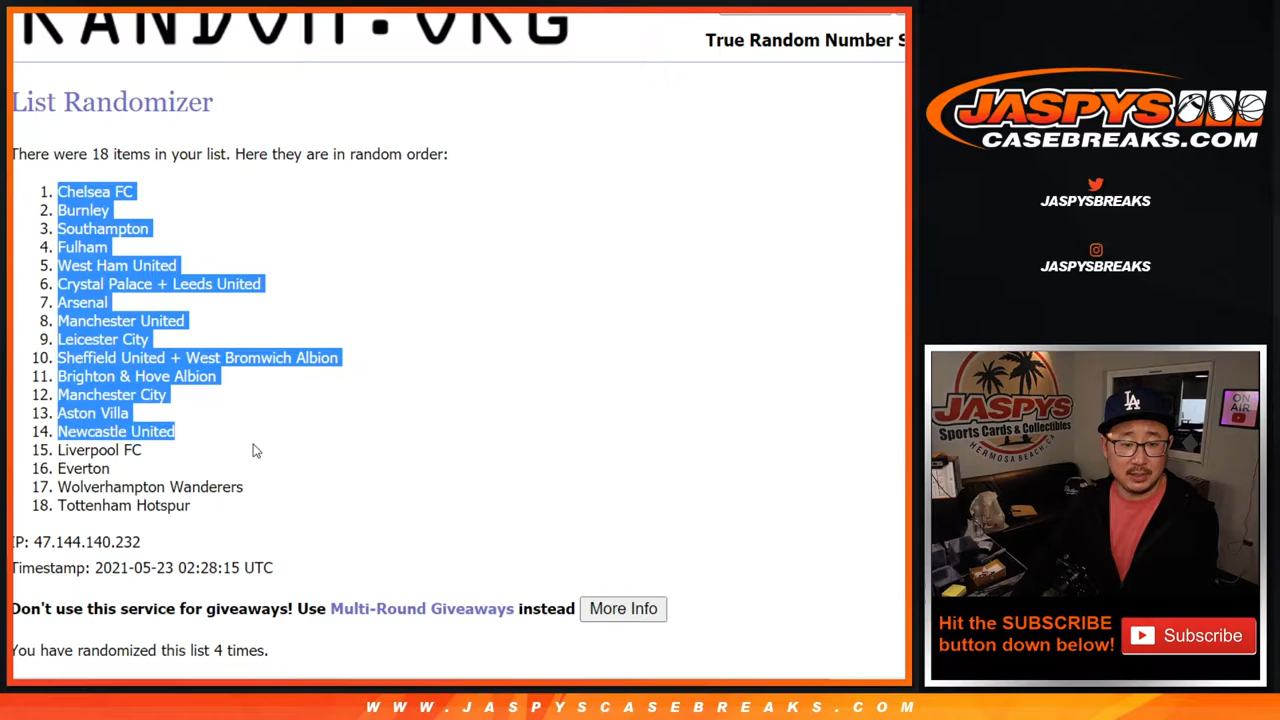 RANDOM.ORG
True Random Number S
List Randomizer
There were 18 items in your list. Here they are in random order:
1. Chelsea FC
2. Burnley
3. Southampton
4. Fulham
5. West Ham United
6. Crystal Palace + Leeds United
7. Arsenal
8. Manchester United
9. Leicester City
10. Sheffield United + West Bromwich Albion
11. Brighton & Hove Albion
12. Manchester City
13. Aston Villa
14. Newcastle United
15. Liverpool FC
16. Everton
17. Wolverhampton Wanderers
18. Tottenham Hotspur
IP: 47.144.140.232
Timestamp: 2021-05-23 02:28:15 UTC
Don't use this service for giveaways! Use Multi-Round Giveaways instead More Info
You have randomized this list 4 times.
JASPYS
CASEBREAKS.COM
JASPYSBREAKS
JASPYSBREAKS
JASPYS
Sports Cards & Collectibles
HERMOSA BEACH, CA
LA
ON
AIR
Hit the SUBSCRIBE
button down below!
Subscribe
WWW.JASPYSCASEBREAKS.COM